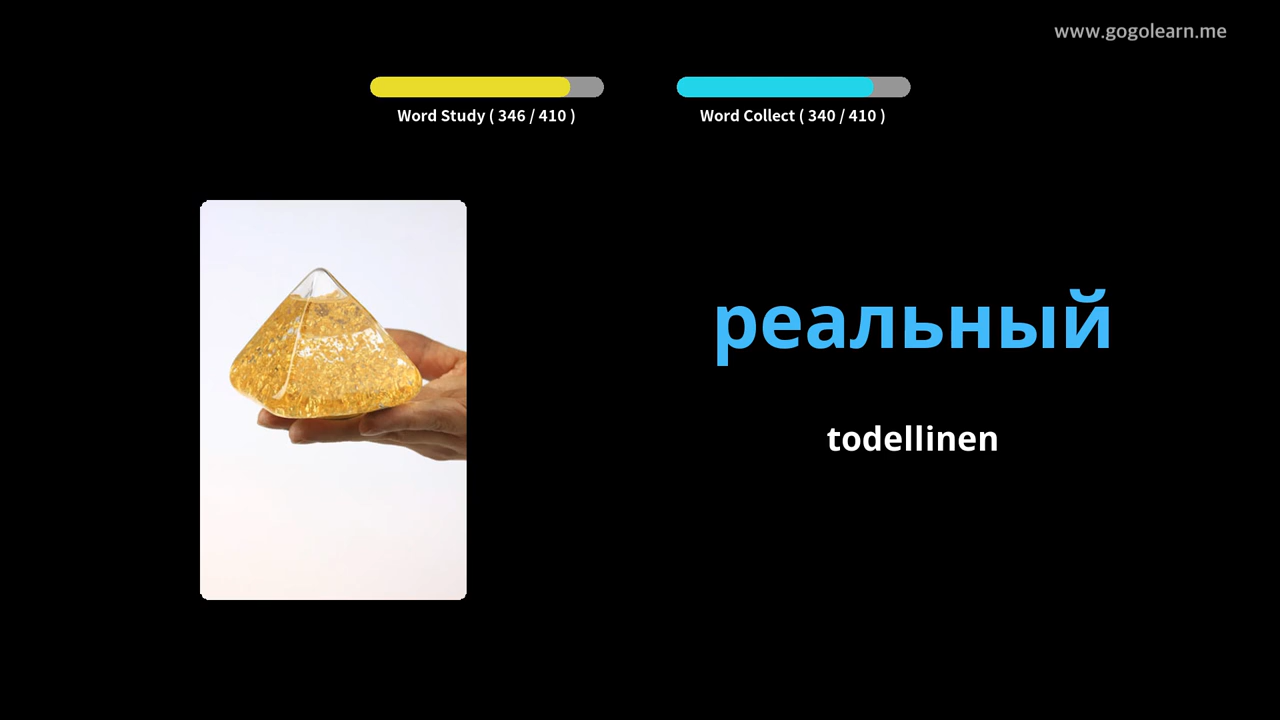 www.gogolearn.me
Word Study ( 346 / 410 )
Word Collect ( 340 / 410 )
реальный
todellinen